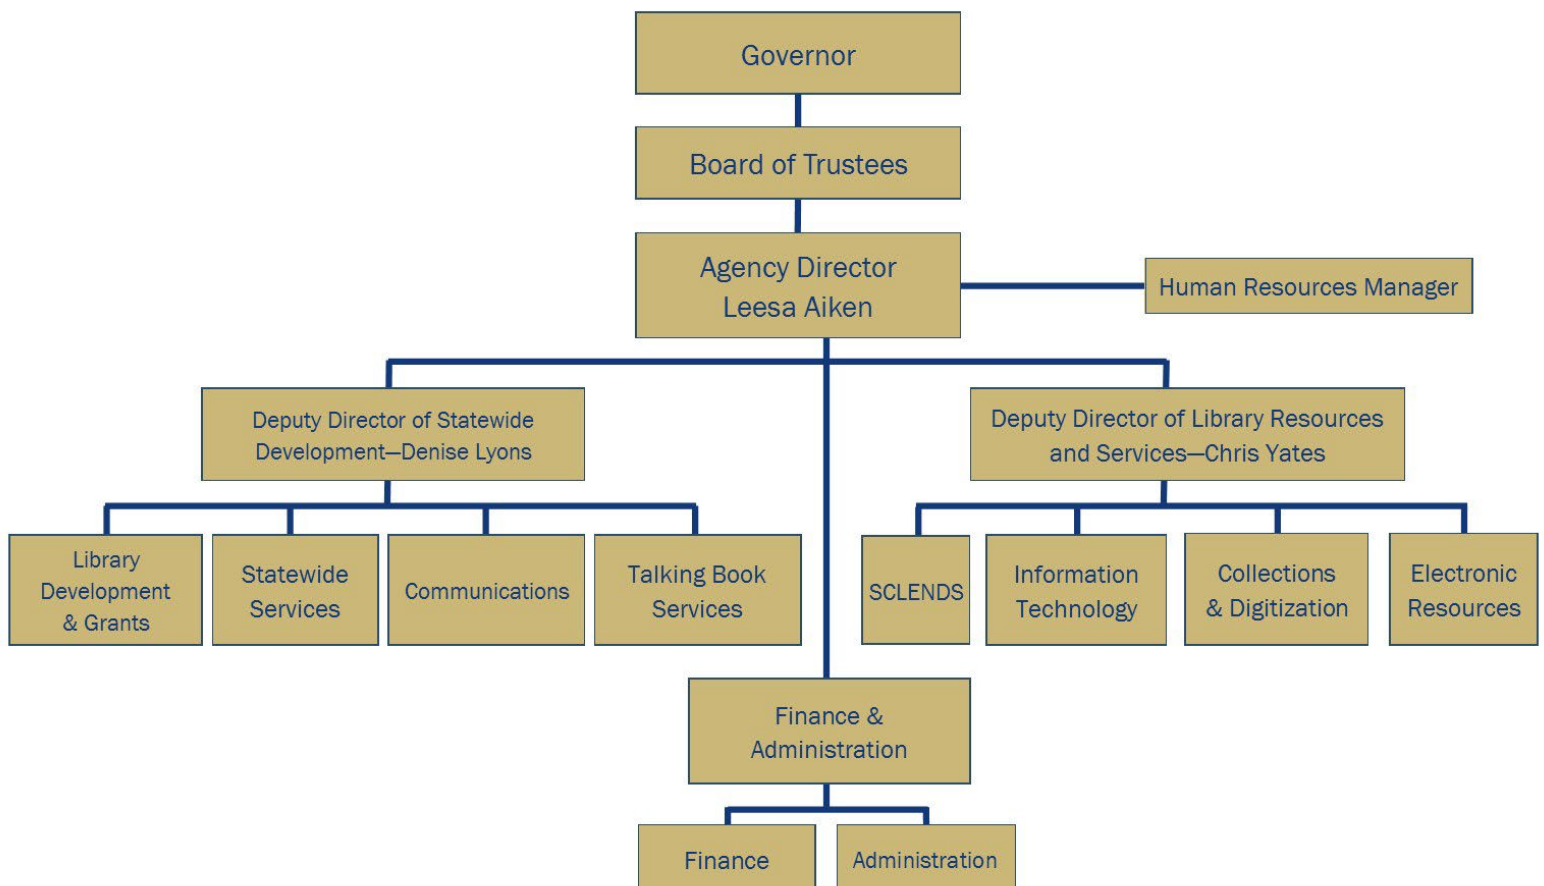 Governor
Board of Trustees
Agency Director
Leesa Aiken
Human Resources Manager
Deputy Director of Statewide
Development—Denise Lyons
Deputy Director of Library Resources
and Services—Chris Yates
Library
Development
& Grants
Statewide
Services
Communications
Talking Book
Services
SCLENDS
Information
Technology
Collections
& Digitization
Electronic
Resources
Finance &
Administration
Finance
Administration